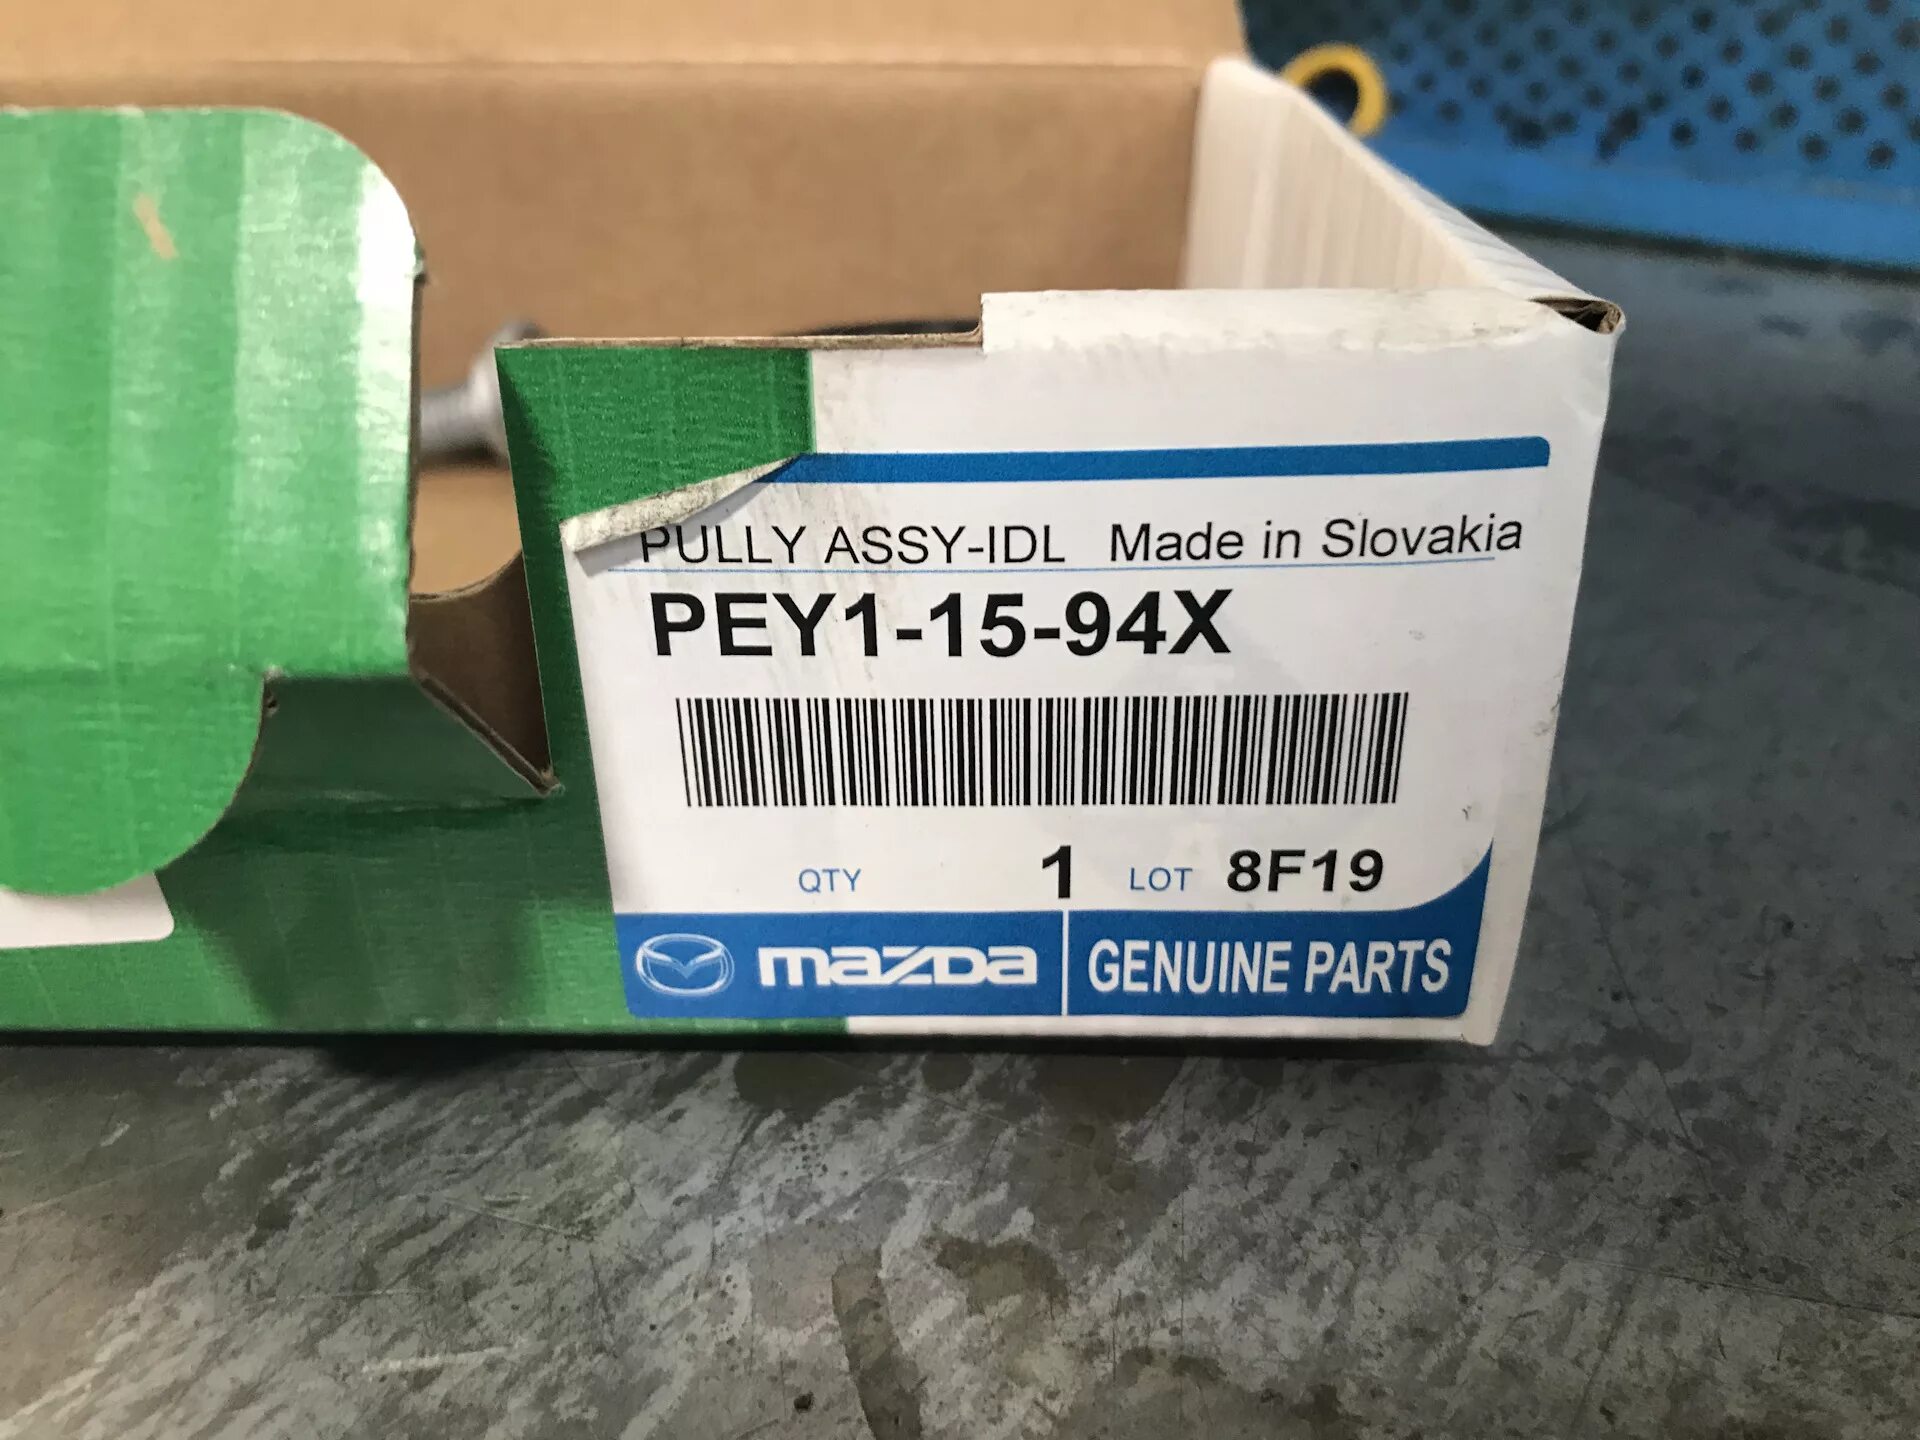 PULLY ASSY-IDL Made in Slovakia
PEY1-15-94X
QTY 1 LOT 8F19
mazda GENUINE PARTS